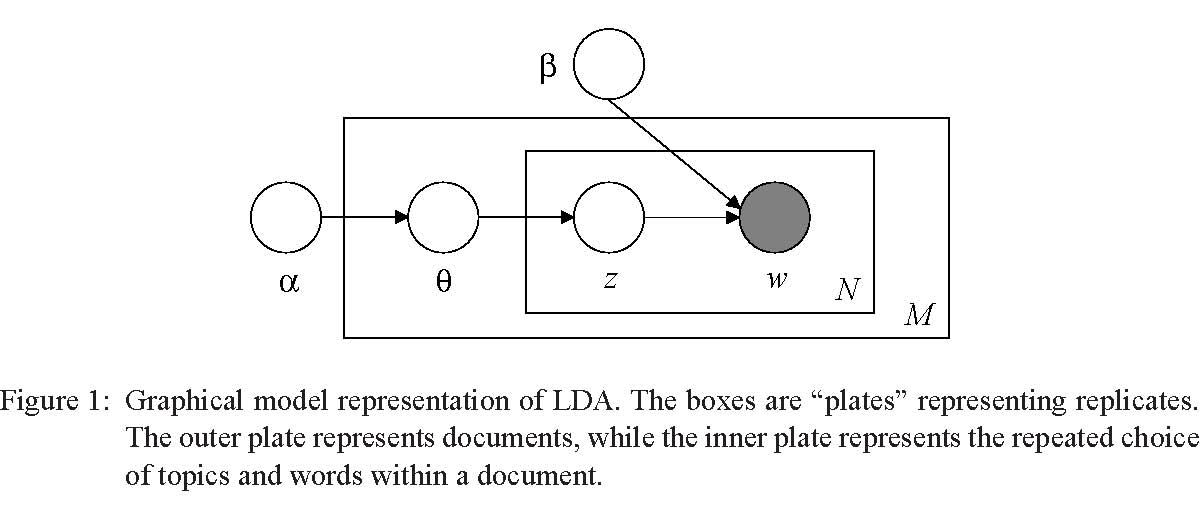 β
α
θ
z
w
N
M
Figure 1: Graphical model representation of LDA. The boxes are “plates” representing replicates.
The outer plate represents documents, while the inner plate represents the repeated choice
of topics and words within a document.